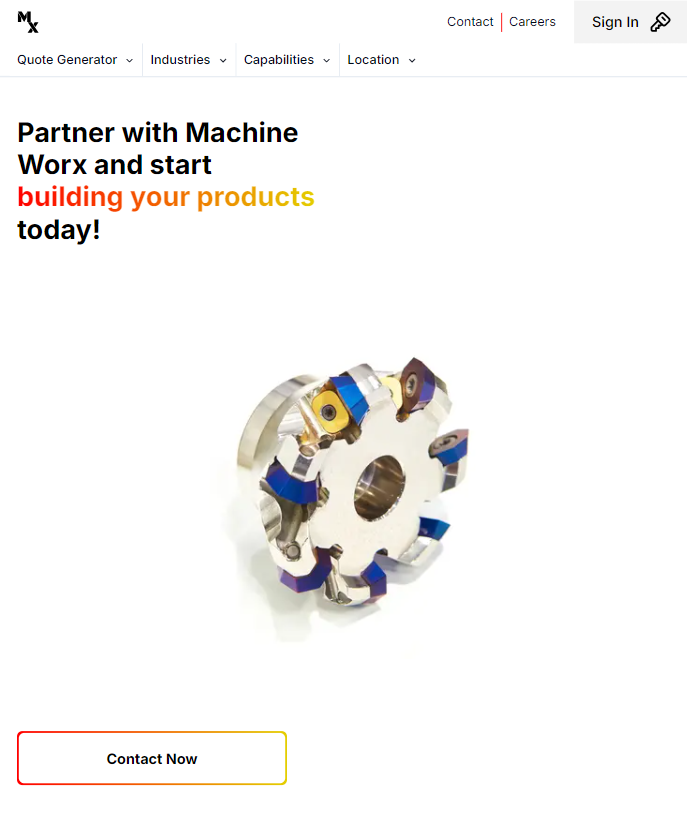 MX
Contact
Careers
Sign In
Quote Generator
Industries
Capabilities
Location
Partner with Machine
Worx and start
building your products
today!
Contact Now